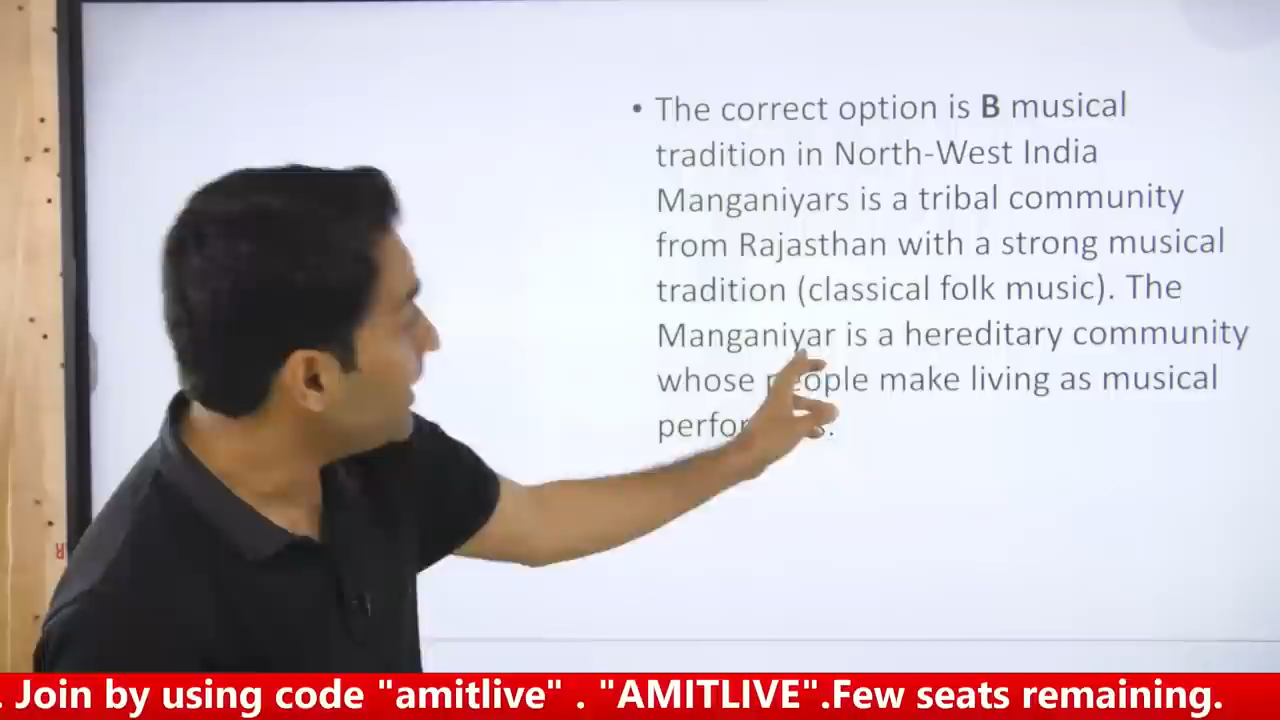 • The correct option is B musical
tradition in North-West India
Manganiyars is a tribal community
from Rajasthan with a strong musical
tradition (classical folk music). The
Manganiyar is a hereditary community
whose people make living as musical
. Join by using code "amitlive" . "AMITLIVE".Few seats remaining.